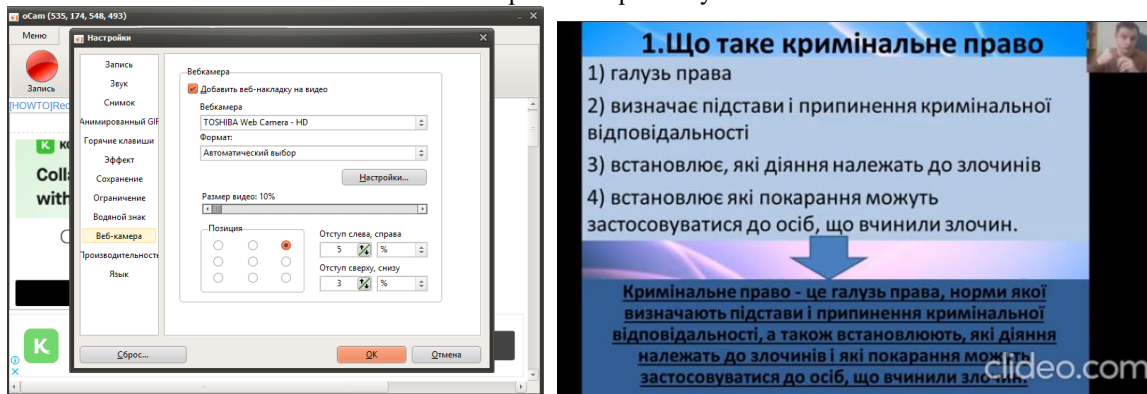 oCam (535, 174, 548, 493)
Меню
Запись
[HOWTO]Rec
Coll
with
K
Настройки
Запись
Звук
Снимок
Анимированный GIF
Горячие клавиши
Эффект
Сохранение
Ограничение
Водяной знак
Веб-камера
Производительность
Язык
Вебкамера
Добавить веб-накладку на видео
Вебкамера
TOSHIBA Web Camera - HD
Формат:
Автоматический выбор
Настройки...
Размер видео: 10%
Позиция
Отступ слева, справа
5 %
Отступ сверху, снизу
3 %
Сброс...
OK
Отмена
1.Що таке кримінальне право
1) галузь права
2) визначає підстави і припинення кримінальної
відповідальності
3) встановлює, які діяння належать до злочинів
4) встановлює які покарання можуть
застосовуватися до осіб, що вчинили злочин.
Кримінальне право - це галузь права, норми якої
визначають підстави і припинення кримінальної
відповідальності, а також встановлюють, які діяння
належать до злочинів і які покарання можуть
застосовуватися до осіб, що вчинили злочин.
clideo.com